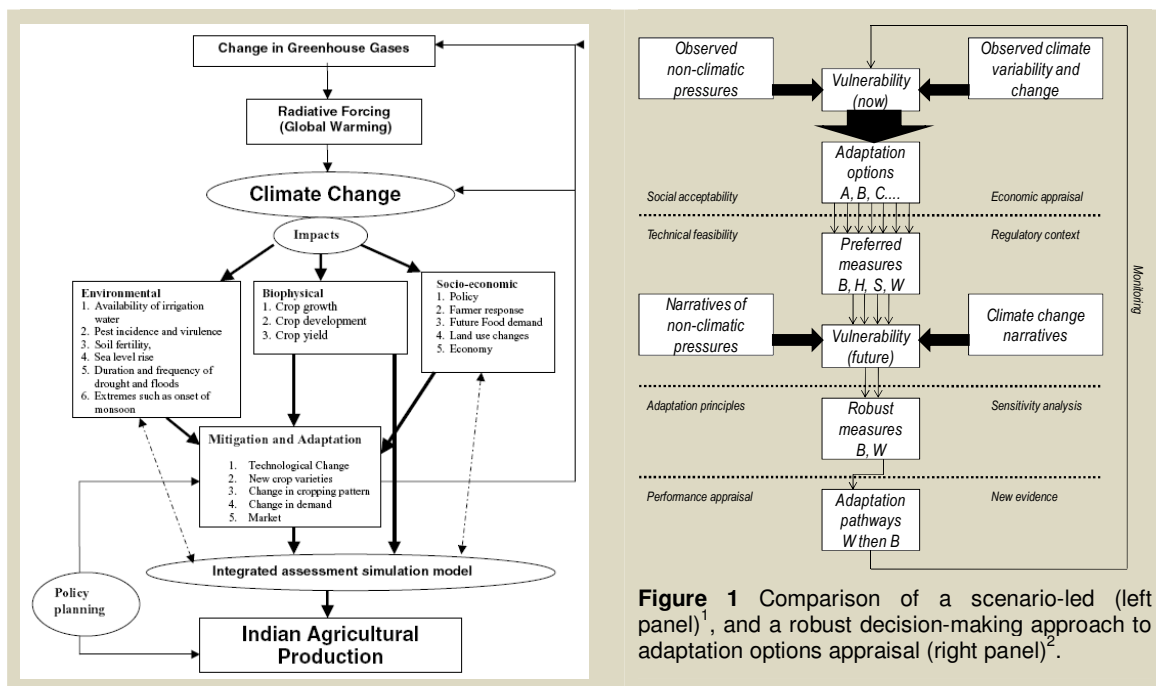 Change in Greenhouse Gases
Radiative Forcing
(Global Warming)
Climate Change
Impacts
Environmental
1. Availability of irrigation
water
2. Pest incidence and virulence
3. Soil fertility,
4. Sea level rise
5. Duration and frequency of
drought and floods
6. Extremes such as onset of
monsoon
Biophysical
1. Crop growth
2. Crop development
3. Crop yield
Socio-economic
1. Policy
2. Farmer response
3. Future Food demand
4. Land use changes
5. Economy
Mitigation and Adaptation
1. Technological Change
2. New crop varieties
3. Change in cropping pattern
4. Change in demand
5. Market
Integrated assessment simulation model
Policy
planning
Indian Agricultural
Production
Observed
non-climatic
pressures
Vulnerability
(now)
Observed climate
variability and
change
Adaptation
options
A, B, C....
Social acceptability
Economic appraisal
Technical feasibility
Regulatory context
Preferred
measures
B, H, S, W
Monitoring
Narratives of
non-climatic
pressures
Vulnerability
(future)
Climate change
narratives
Adaptation principles
Sensitivity analysis
Robust
measures
B, W
Performance appraisal
New evidence
Adaptation
pathways
W then B
Figure 1 Comparison of a scenario-led (left
panel)1, and a robust decision-making approach to
adaptation options appraisal (right panel)2.